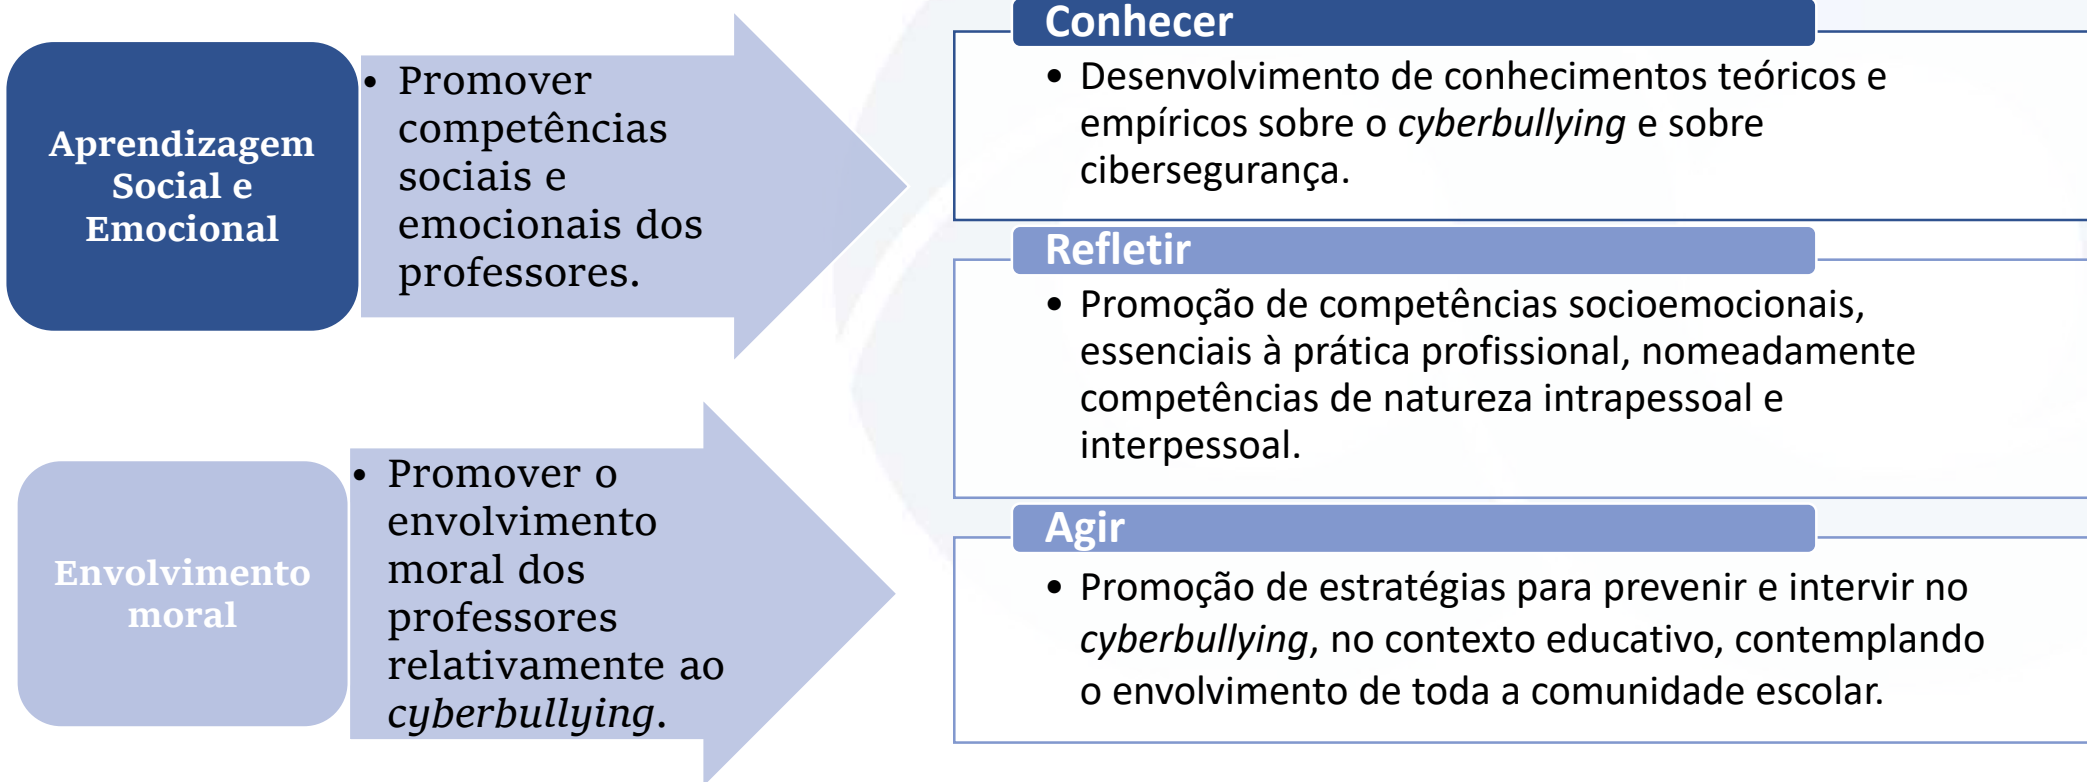 Aprendizagem
Social e
Emocional
• Promover
competências
sociais e
emocionais dos
professores.
Envolvimento
moral
• Promover o
envolvimento
moral dos
professores
relativamente ao
cyberbullying.
Conhecer
• Desenvolvimento de conhecimentos teóricos e
empíricos sobre o cyberbullying e sobre
cibersegurança.
Refletir
• Promoção de competências socioemocionais,
essenciais à prática profissional, nomeadamente
competências de natureza intrapessoal e
interpessoal.
Agir
• Promoção de estratégias para prevenir e intervir no
cyberbullying, no contexto educativo, contemplando
o envolvimento de toda a comunidade escolar.